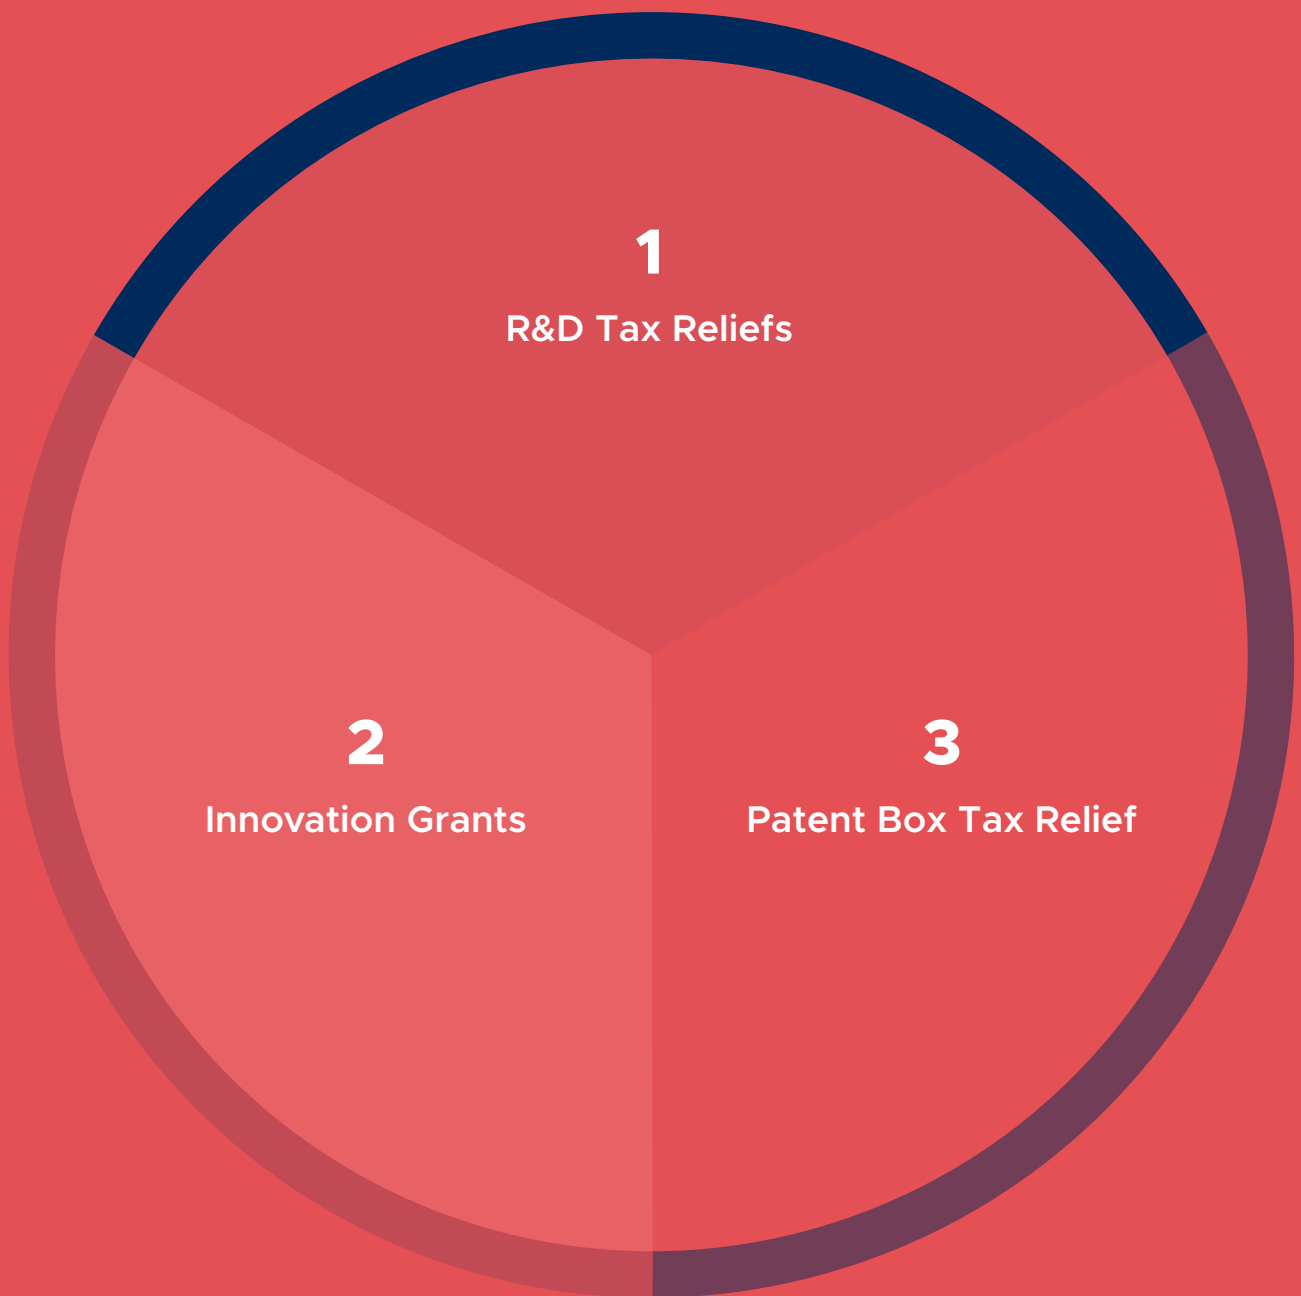 1
R&D Tax Reliefs
2
Innovation Grants
3
Patent Box Tax Relief